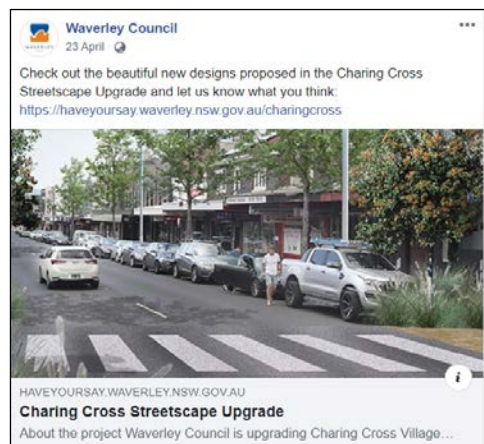 Waverley Council
23 April
WAVERLEY
Check out the beautiful new designs proposed in the Charing Cross
Streetscape Upgrade and let us know what you think:
https://haveyoursay.waverley.nsw.gov.au/charingcross
i
HAVEYOURSAY.WAVERLEY.NSW.GOV.AU
Charing Cross Streetscape Upgrade
About the project Waverley Council is upgrading Charing Cross Village...